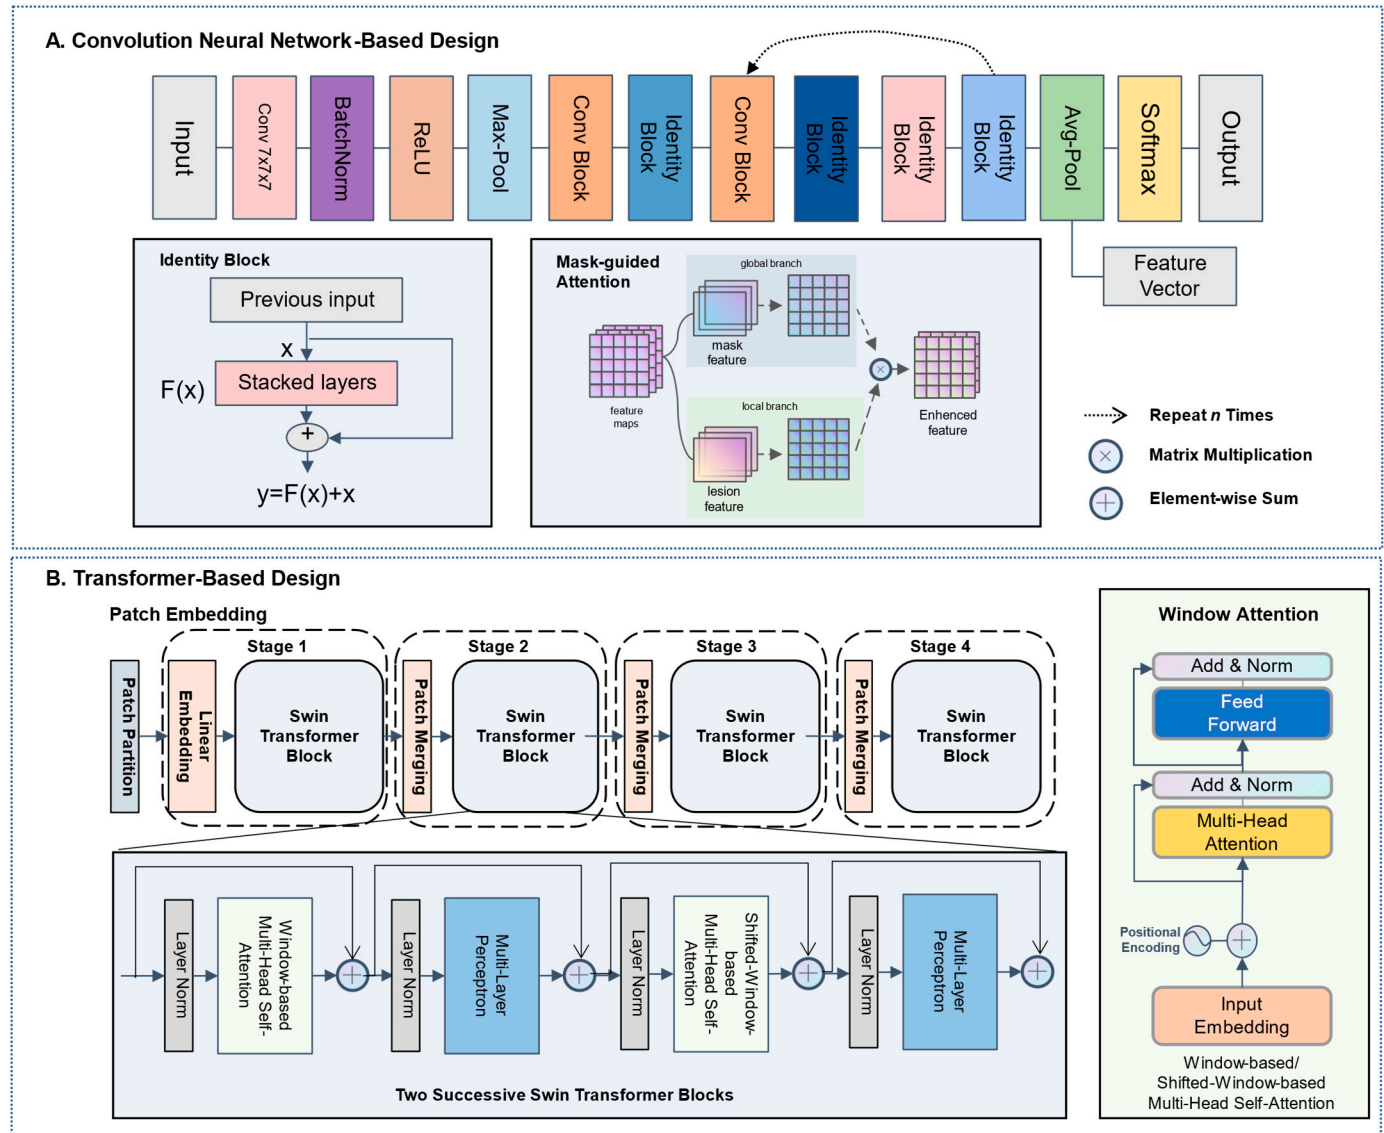 A. Convolution Neural Network-Based Design
Input
Conv 7x7x7
BatchNorm
ReLU
Max-Pool
Conv Block
Identity
Block
Conv Block
Identity
Block
Identity
Block
Identity
Block
Avg-Pool
Softmax
Output
Feature
Vector
Identity Block
Previous input
x
F(x)
Stacked layers
+
y=F(x)+x
Mask-guided
Attention
global branch
mask
feature
feature
maps
local branch
lesion
feature
×
Enhenced
feature
Repeat n Times
× Matrix Multiplication
+ Element-wise Sum
B. Transformer-Based Design
Patch Embedding
Patch Partition
Stage 1
Linear
Embedding
Swin
Transformer
Block
Stage 2
Patch Merging
Swin
Transformer
Block
Stage 3
Patch Merging
Swin
Transformer
Block
Stage 4
Patch Merging
Swin
Transformer
Block
Layer Norm
Window-based
Multi-Head Self-
Attention
+
Layer Norm
Multi-Layer
Perceptron
+
Layer Norm
Shifted-Window-
based
Multi-Head Self-
Attention
+
Layer Norm
Multi-Layer
Perceptron
+
Two Successive Swin Transformer Blocks
Window Attention
Add & Norm
Feed
Forward
Add & Norm
Multi-Head
Attention
Positional
Encoding
+
Input
Embedding
Window-based/
Shifted-Window-based
Multi-Head Self-Attention